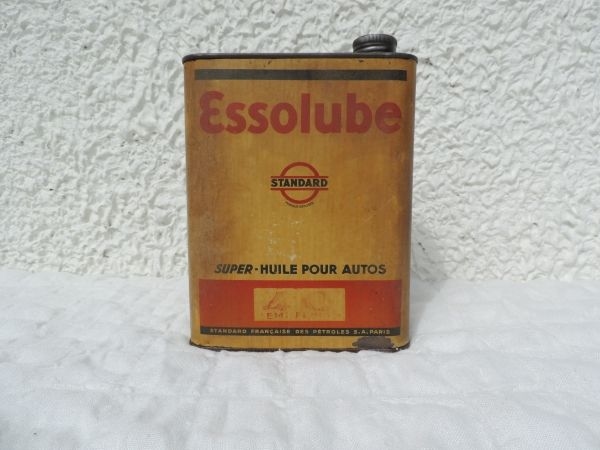 Essolube
STANDARD
SUPER-HUILE POUR AUTOS
STANDARD FRANÇAISE DES PÉTROLES S.A. PARIS